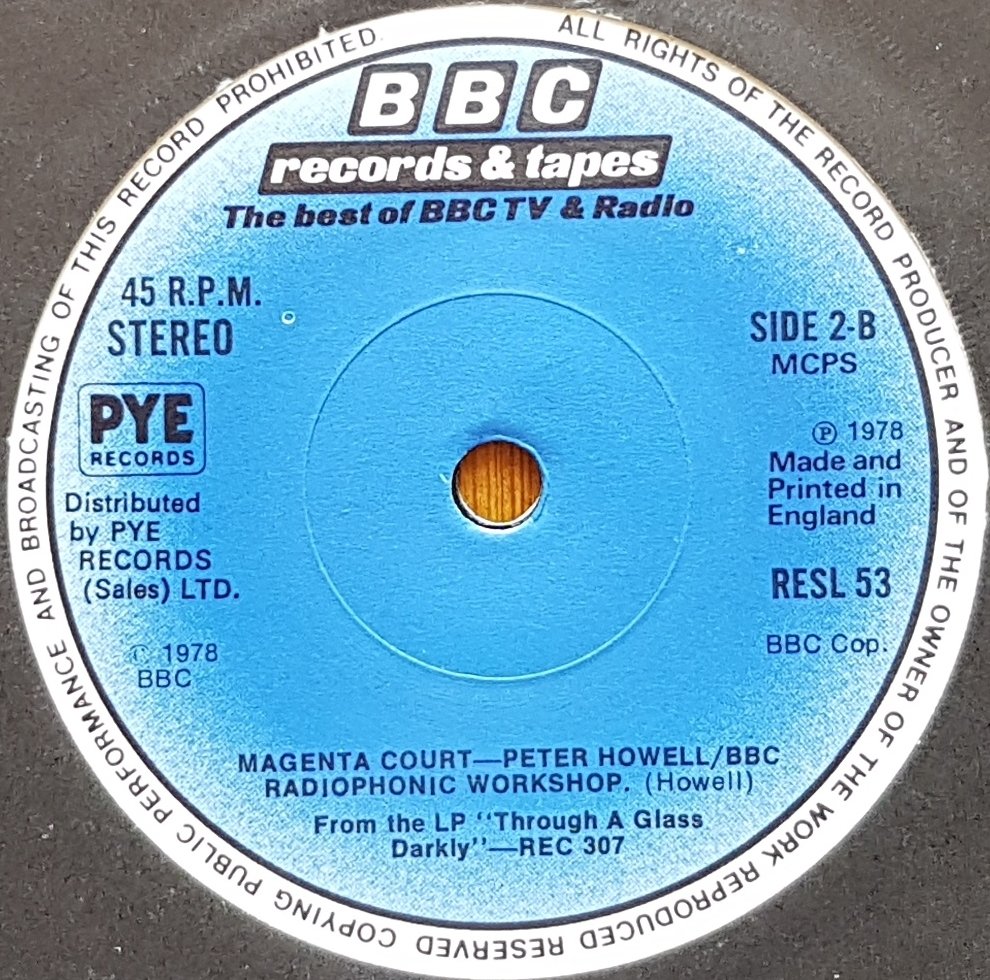 ALL RIGHTS OF THE RECORD PRODUCER AND OF THE OWNER OF THE WORK REPRODUCED RESERVED COPYING PUBLIC PERFORMANCE AND BROADCASTING OF THIS RECORD PROHIBITED.
BBC
records & tapes
The best of BBC TV & Radio
45 R.P.M.
STEREO
PYE
RECORDS
Distributed
by PYE
RECORDS
(Sales) LTD.
© 1978
BBC
SIDE 2-B
MCPS
℗ 1978
Made and
Printed in
England
RESL 53
BBC Cop.
MAGENTA COURT—PETER HOWELL/BBC
RADIOPHONIC WORKSHOP. (Howell)
From the LP "Through A Glass
Darkly"—REC 307